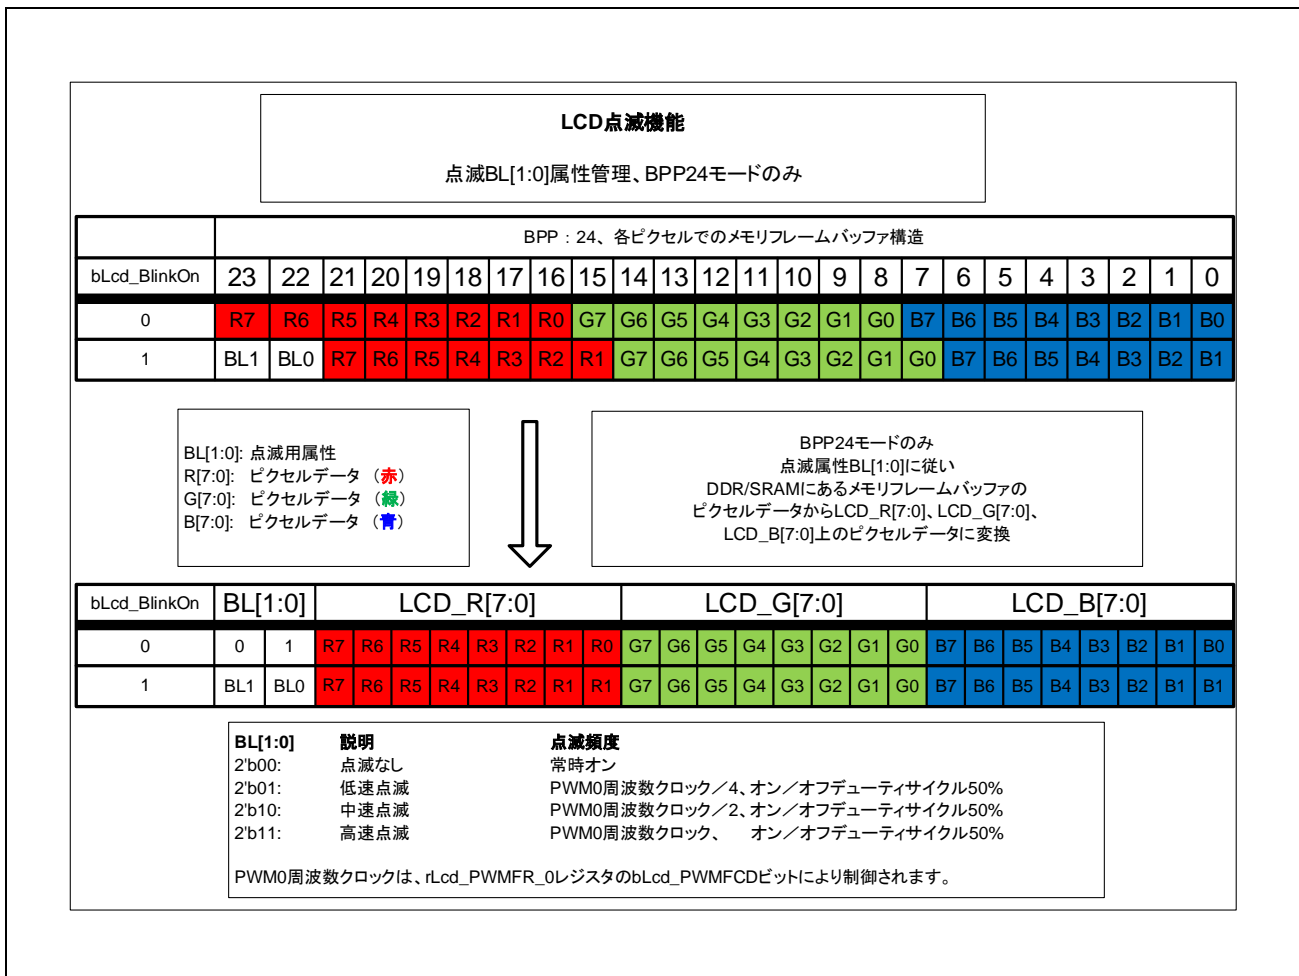 LCD点滅機能
点滅BL[1:0]属性管理、BPP24モードのみ
BPP：24、各ピクセルでのメモリフレームバッファ構造
bLcd_BlinkOn 23 22 21 20 19 18 17 16 15 14 13 12 11 10 9 8 7 6 5 4 3 2 1 0
0 R7 R6 R5 R4 R3 R2 R1 R0 G7 G6 G5 G4 G3 G2 G1 G0 B7 B6 B5 B4 B3 B2 B1 B0
1 BL1 BL0 R7 R6 R5 R4 R3 R2 R1 G7 G6 G5 G4 G3 G2 G1 G0 B7 B6 B5 B4 B3 B2 B1
BL[1:0]: 点滅用属性
R[7:0]: ピクセルデータ（赤）
G[7:0]: ピクセルデータ（緑）
B[7:0]: ピクセルデータ（青）
BPP24モードのみ
点滅属性BL[1:0]に従い
DDR/SRAMにあるメモリフレームバッファの
ピクセルデータからLCD_R[7:0]、LCD_G[7:0]、
LCD_B[7:0]上のピクセルデータに変換
bLcd_BlinkOn BL[1:0] LCD_R[7:0] LCD_G[7:0] LCD_B[7:0]
0 0 1 R7 R6 R5 R4 R3 R2 R1 R0 G7 G6 G5 G4 G3 G2 G1 G0 B7 B6 B5 B4 B3 B2 B1 B0
1 BL1 BL0 R7 R6 R5 R4 R3 R2 R1 R1 G7 G6 G5 G4 G3 G2 G1 G0 B7 B6 B5 B4 B3 B2 B1 B1
BL[1:0] 説明 点滅頻度
2'b00: 点滅なし 常時オン
2'b01: 低速点滅 PWM0周波数クロック／4、オン／オフデューティサイクル50%
2'b10: 中速点滅 PWM0周波数クロック／2、オン／オフデューティサイクル50%
2'b11: 高速点滅 PWM0周波数クロック、 オン／オフデューティサイクル50%
PWM0周波数クロックは、rLcd_PWMFR_0レジスタのbLcd_PWMFCDビットにより制御されます。